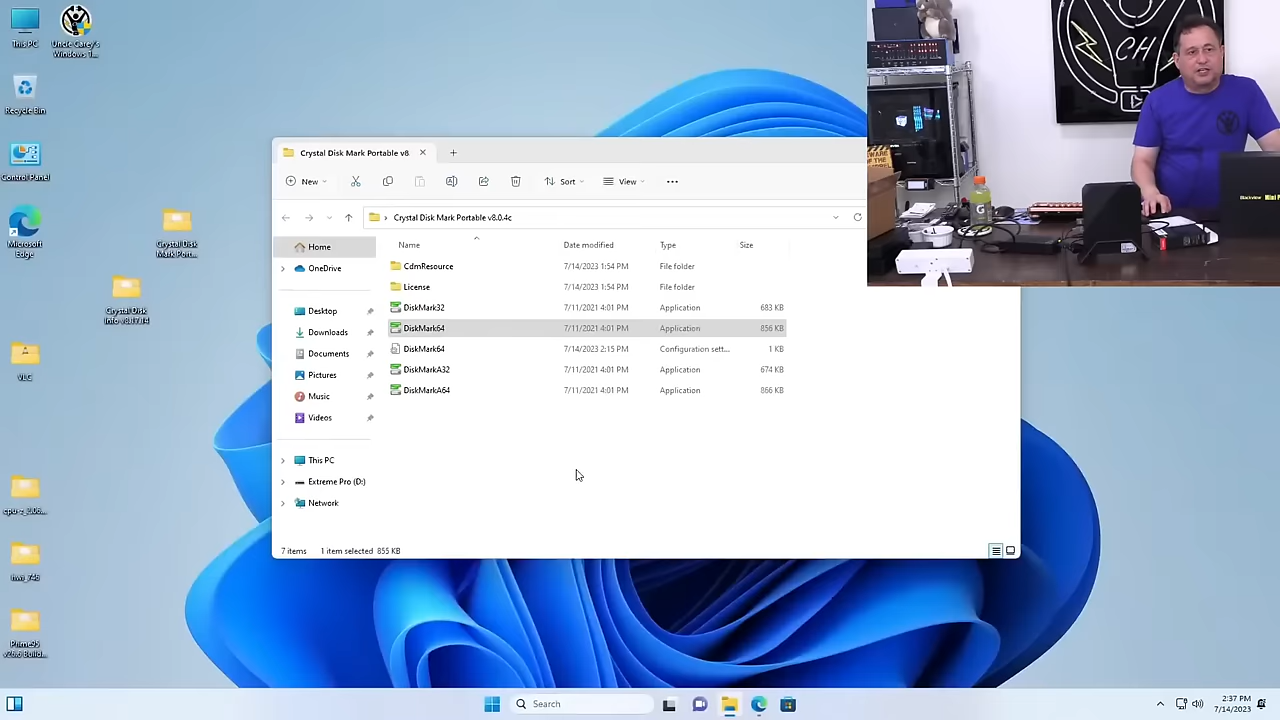 This PC
Uncle Carey's
Windows 1...
Recycle Bin
Control Panel
Microsoft
Edge
Crystal Disk
Mark Port...
Crystal Disk
VLC
Prime95
Crystal Disk Mark Portable v8
New
Sort
View
Crystal Disk Mark Portable v8.0.4c
Name
Date modified
Type
Size
Home
OneDrive
Desktop
Downloads
Documents
Pictures
Music
Videos
This PC
Extreme Pro (D:)
Network
CdmResource 7/14/2023 1:54 PM File folder
License 7/14/2023 1:54 PM File folder
DiskMark32 7/11/2021 4:01 PM Application 683 KB
DiskMark64 7/11/2021 4:01 PM Application 856 KB
DiskMark64 7/14/2023 2:15 PM Configuration sett... 1 KB
DiskMarkA32 7/11/2021 4:01 PM Application 674 KB
DiskMarkA64 7/11/2021 4:01 PM Application 866 KB
7 items 1 item selected 855 KB
CH
G
Blackview
Search
2:37 PM
7/14/2023